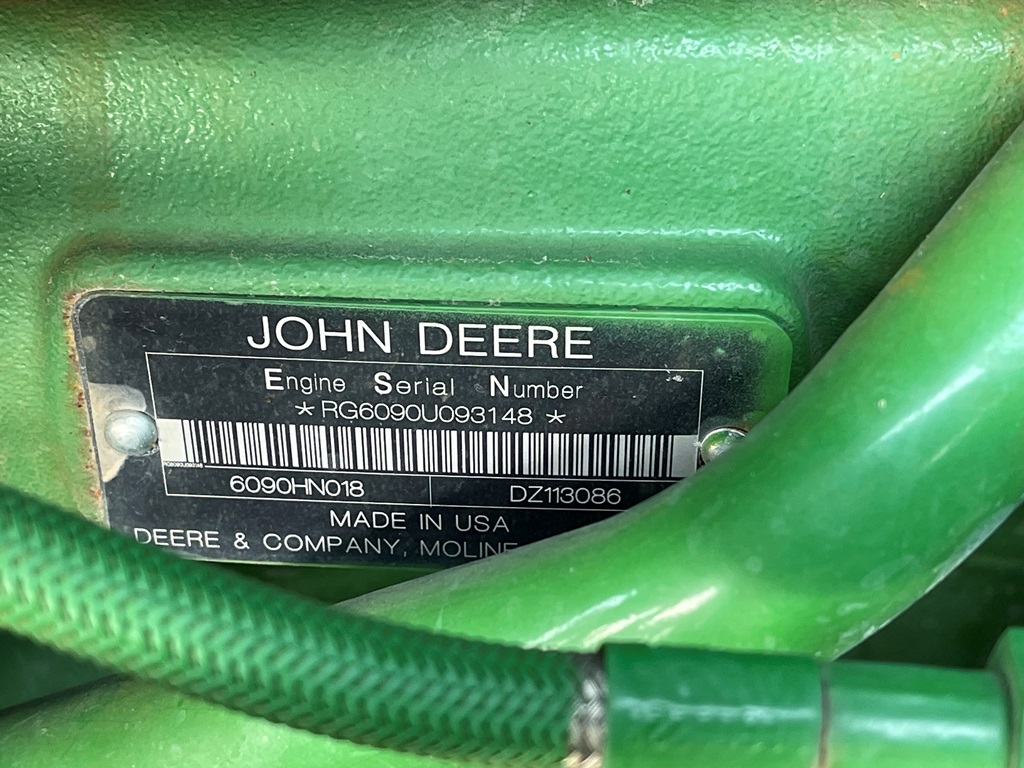 JOHN DEERE
Engine Serial Number
*RG6090U093148*
6090HN018 DZ113086
MADE IN USA
DEERE & COMPANY, MOLINE